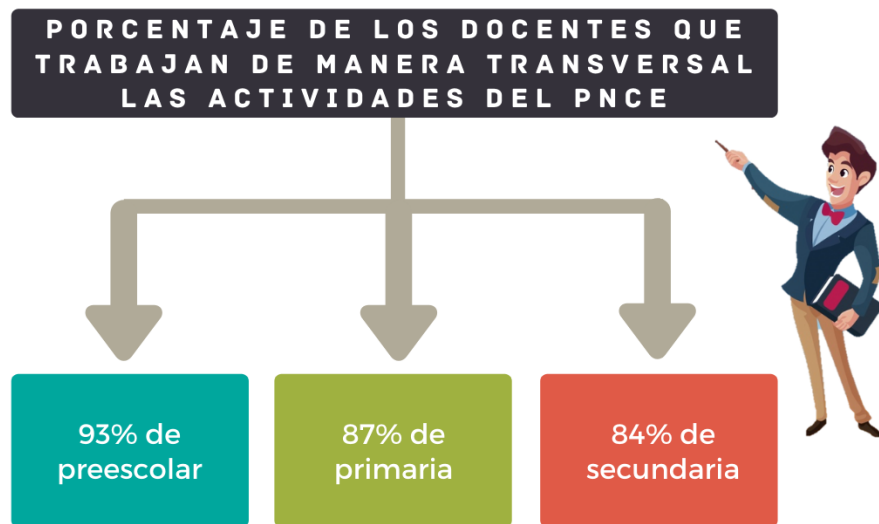 PORCENTAJE DE LOS DOCENTES QUE
TRABAJAN DE MANERA TRANSVERSAL
LAS ACTIVIDADES DEL PNCE
93% de
preescolar
87% de
primaria
84% de
secundaria